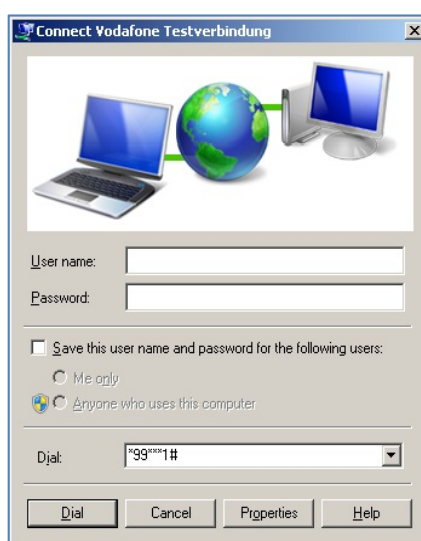 Connect Vodafone Testverbindung
User name:
Password:
Save this user name and password for the following users:
Me only
Anyone who uses this computer
Dial: *99***1#
Dial Cancel Properties Help